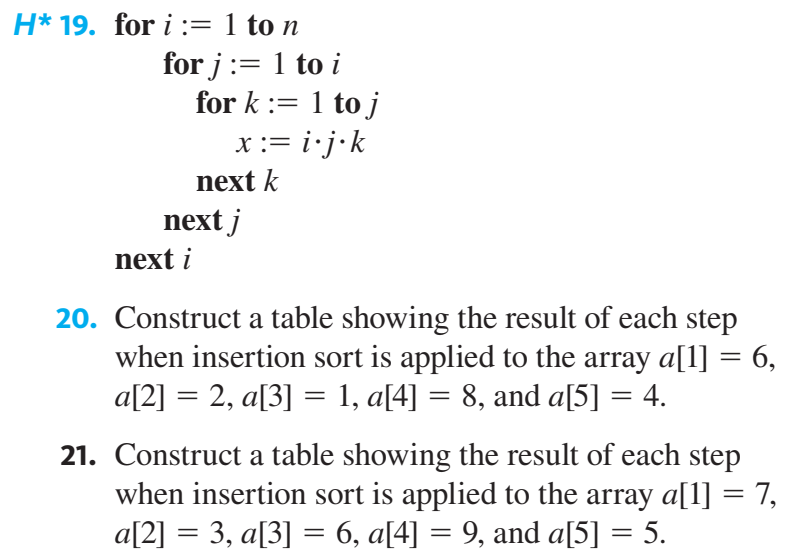 H* 19. for i := 1 to n
for j := 1 to i
for k := 1 to j
x := i·j·k
next k
next j
next i
20. Construct a table showing the result of each step
when insertion sort is applied to the array a[1] = 6,
a[2] = 2, a[3] = 1, a[4] = 8, and a[5] = 4.
21. Construct a table showing the result of each step
when insertion sort is applied to the array a[1] = 7,
a[2] = 3, a[3] = 6, a[4] = 9, and a[5] = 5.